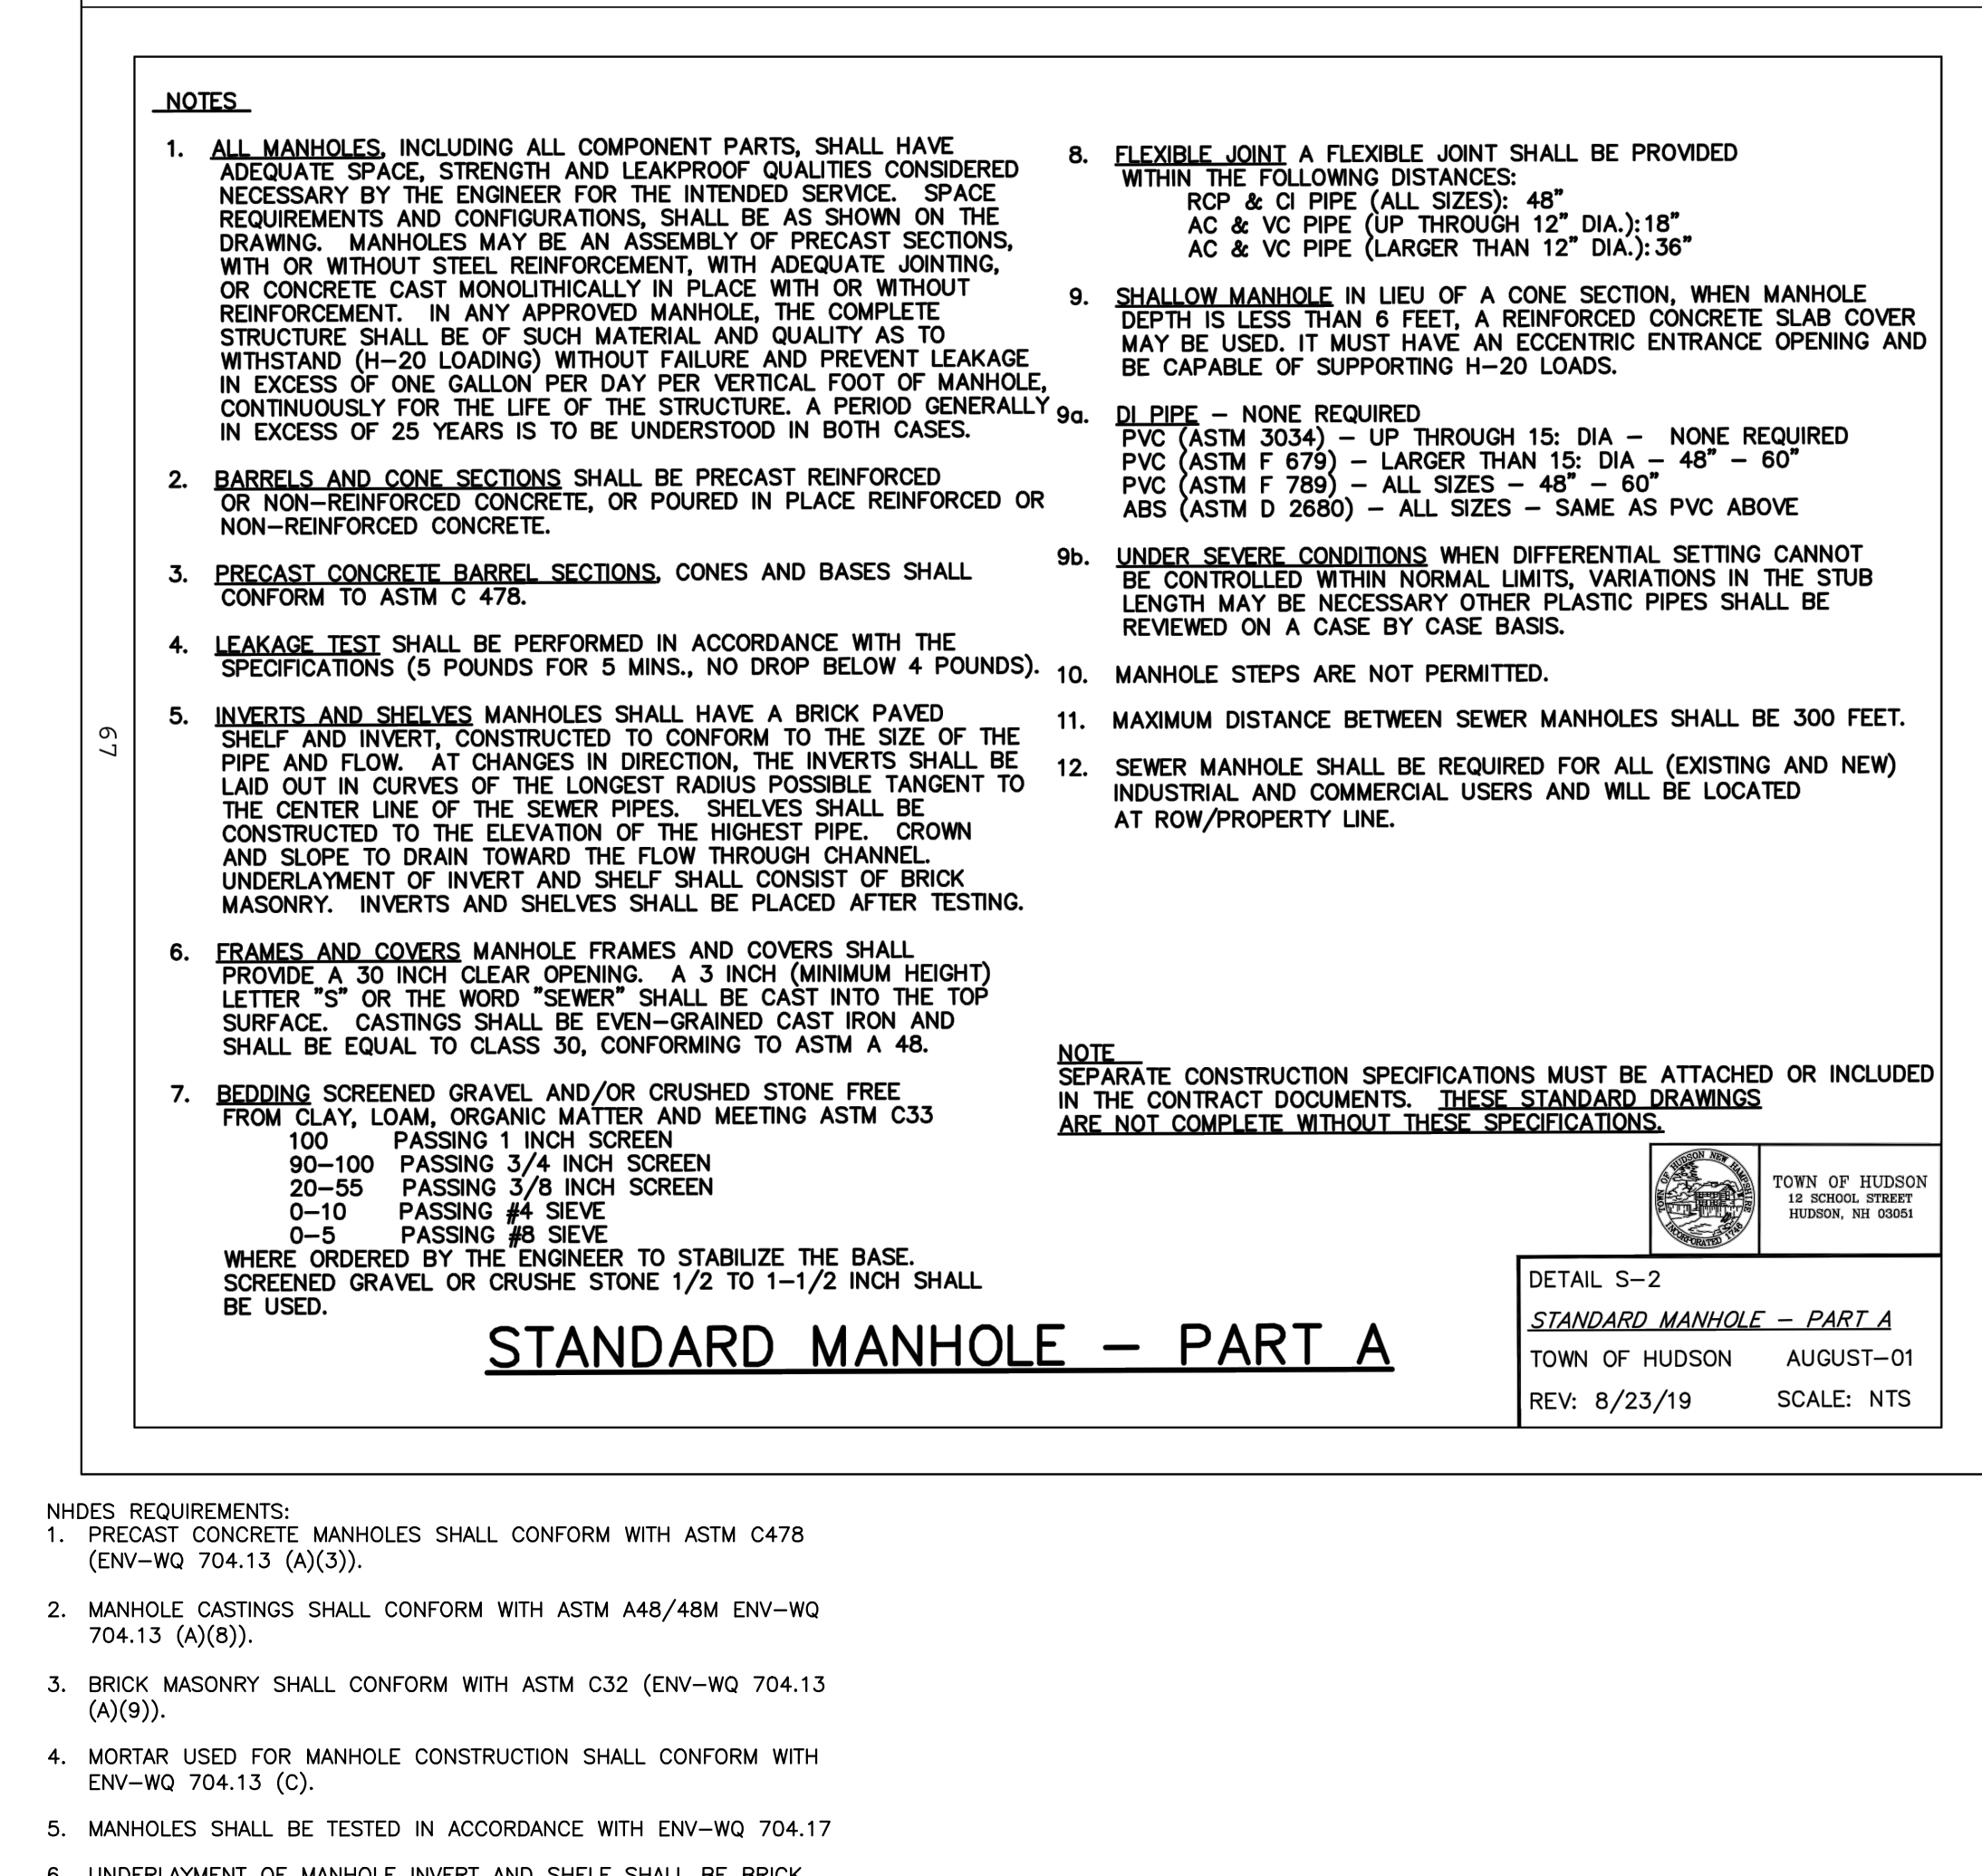 NOTES
1. ALL MANHOLES, INCLUDING ALL COMPONENT PARTS, SHALL HAVE
ADEQUATE SPACE, STRENGTH AND LEAKPROOF QUALITIES CONSIDERED
NECESSARY BY THE ENGINEER FOR THE INTENDED SERVICE. SPACE
REQUIREMENTS AND CONFIGURATIONS, SHALL BE AS SHOWN ON THE
DRAWING. MANHOLES MAY BE AN ASSEMBLY OF PRECAST SECTIONS,
WITH OR WITHOUT STEEL REINFORCEMENT, WITH ADEQUATE JOINTING,
OR CONCRETE CAST MONOLITHICALLY IN PLACE WITH OR WITHOUT
REINFORCEMENT. IN ANY APPROVED MANHOLE, THE COMPLETE
STRUCTURE SHALL BE OF SUCH MATERIAL AND QUALITY AS TO
WITHSTAND (H-20 LOADING) WITHOUT FAILURE AND PREVENT LEAKAGE
IN EXCESS OF ONE GALLON PER DAY PER VERTICAL FOOT OF MANHOLE,
CONTINUOUSLY FOR THE LIFE OF THE STRUCTURE. A PERIOD GENERALLY
IN EXCESS OF 25 YEARS IS TO BE UNDERSTOOD IN BOTH CASES.
2. BARRELS AND CONE SECTIONS SHALL BE PRECAST REINFORCED
OR NON-REINFORCED CONCRETE, OR POURED IN PLACE REINFORCED OR
NON-REINFORCED CONCRETE.
3. PRECAST CONCRETE BARREL SECTIONS, CONES AND BASES SHALL
CONFORM TO ASTM C 478.
4. LEAKAGE TEST SHALL BE PERFORMED IN ACCORDANCE WITH THE
SPECIFICATIONS (5 POUNDS FOR 5 MINS., NO DROP BELOW 4 POUNDS).
5. INVERTS AND SHELVES MANHOLES SHALL HAVE A BRICK PAVED
SHELF AND INVERT, CONSTRUCTED TO CONFORM TO THE SIZE OF THE
PIPE AND FLOW. AT CHANGES IN DIRECTION, THE INVERTS SHALL BE
LAID OUT IN CURVES OF THE LONGEST RADIUS POSSIBLE TANGENT TO
THE CENTER LINE OF THE SEWER PIPES. SHELVES SHALL BE
CONSTRUCTED TO THE ELEVATION OF THE HIGHEST PIPE. CROWN
AND SLOPE TO DRAIN TOWARD THE FLOW THROUGH CHANNEL.
UNDERLAYMENT OF INVERT AND SHELF SHALL CONSIST OF BRICK
MASONRY. INVERTS AND SHELVES SHALL BE PLACED AFTER TESTING.
6. FRAMES AND COVERS MANHOLE FRAMES AND COVERS SHALL
PROVIDE A 30 INCH CLEAR OPENING. A 3 INCH (MINIMUM HEIGHT)
LETTER "S" OR THE WORD "SEWER" SHALL BE CAST INTO THE TOP
SURFACE. CASTINGS SHALL BE EVEN-GRAINED CAST IRON AND
SHALL BE EQUAL TO CLASS 30, CONFORMING TO ASTM A 48.
7. BEDDING SCREENED GRAVEL AND/OR CRUSHED STONE FREE
FROM CLAY, LOAM, ORGANIC MATTER AND MEETING ASTM C33
100 PASSING 1 INCH SCREEN
90-100 PASSING 3/4 INCH SCREEN
20-55 PASSING 3/8 INCH SCREEN
0-10 PASSING #4 SIEVE
0-5 PASSING #8 SIEVE
WHERE ORDERED BY THE ENGINEER TO STABILIZE THE BASE.
SCREENED GRAVEL OR CRUSHE STONE 1/2 TO 1-1/2 INCH SHALL
BE USED.
8. FLEXIBLE JOINT A FLEXIBLE JOINT SHALL BE PROVIDED
WITHIN THE FOLLOWING DISTANCES:
RCP & CI PIPE (ALL SIZES): 48"
AC & VC PIPE (UP THROUGH 12" DIA.): 18"
AC & VC PIPE (LARGER THAN 12" DIA.): 36"
9. SHALLOW MANHOLE IN LIEU OF A CONE SECTION, WHEN MANHOLE
DEPTH IS LESS THAN 6 FEET, A REINFORCED CONCRETE SLAB COVER
MAY BE USED. IT MUST HAVE AN ECCENTRIC ENTRANCE OPENING AND
BE CAPABLE OF SUPPORTING H-20 LOADS.
9a. DI PIPE - NONE REQUIRED
PVC (ASTM 3034) - UP THROUGH 15: DIA - NONE REQUIRED
PVC (ASTM F 679) - LARGER THAN 15: DIA - 48" - 60"
PVC (ASTM F 789) - ALL SIZES - 48" - 60"
ABS (ASTM D 2680) - ALL SIZES - SAME AS PVC ABOVE
9b. UNDER SEVERE CONDITIONS WHEN DIFFERENTIAL SETTING CANNOT
BE CONTROLLED WITHIN NORMAL LIMITS, VARIATIONS IN THE STUB
LENGTH MAY BE NECESSARY OTHER PLASTIC PIPES SHALL BE
REVIEWED ON A CASE BY CASE BASIS.
10. MANHOLE STEPS ARE NOT PERMITTED.
11. MAXIMUM DISTANCE BETWEEN SEWER MANHOLES SHALL BE 300 FEET.
12. SEWER MANHOLE SHALL BE REQUIRED FOR ALL (EXISTING AND NEW)
INDUSTRIAL AND COMMERCIAL USERS AND WILL BE LOCATED
AT ROW/PROPERTY LINE.
NOTE
SEPARATE CONSTRUCTION SPECIFICATIONS MUST BE ATTACHED OR INCLUDED
IN THE CONTRACT DOCUMENTS. THESE STANDARD DRAWINGS
ARE NOT COMPLETE WITHOUT THESE SPECIFICATIONS.
TOWN OF HUDSON NEW HAMPSHIRE
INCORPORATED 1746
TOWN OF HUDSON
12 SCHOOL STREET
HUDSON, NH 03051
DETAIL S-2
STANDARD MANHOLE - PART A
TOWN OF HUDSON AUGUST-01
REV: 8/23/19 SCALE: NTS
STANDARD MANHOLE - PART A
67
NHDES REQUIREMENTS:
1. PRECAST CONCRETE MANHOLES SHALL CONFORM WITH ASTM C478
(ENV-WQ 704.13 (A)(3)).
2. MANHOLE CASTINGS SHALL CONFORM WITH ASTM A48/48M ENV-WQ
704.13 (A)(8)).
3. BRICK MASONRY SHALL CONFORM WITH ASTM C32 (ENV-WQ 704.13
(A)(9)).
4. MORTAR USED FOR MANHOLE CONSTRUCTION SHALL CONFORM WITH
ENV-WQ 704.13 (C).
5. MANHOLES SHALL BE TESTED IN ACCORDANCE WITH ENV-WQ 704.17
6. UNDERLAYMENT OF MANHOLE INVERT AND SHELF SHALL BE BRICK